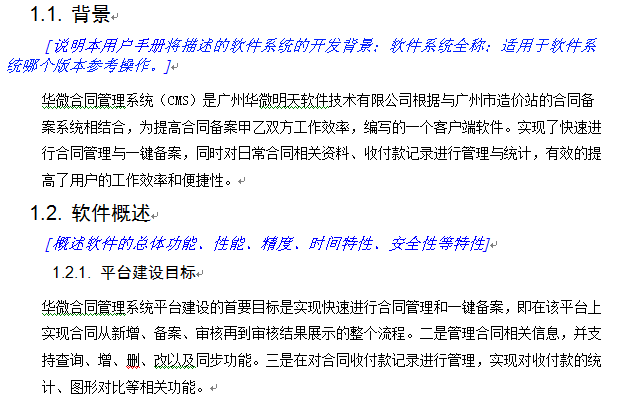 1.1. 背景
[说明本用户手册将描述的软件系统的开发背景；软件系统全称；适用于软件系
统哪个版本参考操作。]
华微合同管理系统（CMS）是广州华微明天软件技术有限公司根据与广州市造价站的合同备
案系统相结合，为提高合同备案甲乙双方工作效率，编写的一个客户端软件。实现了快速进
行合同管理与一键备案，同时对日常合同相关资料、收付款记录进行管理与统计，有效的提
高了用户的工作效率和便捷性。
1.2. 软件概述
[概述软件的总体功能、性能、精度、时间特性、安全性等特性]
1.2.1. 平台建设目标
华微合同管理系统平台建设的首要目标是实现快速进行合同管理和一键备案，即在该平台上
实现合同从新增、备案、审核再到审核结果展示的整个流程。二是管理合同相关信息，并支
持查询、增、删、改以及同步功能。三是在对合同收付款记录进行管理，实现对收付款的统
计、图形对比等相关功能。